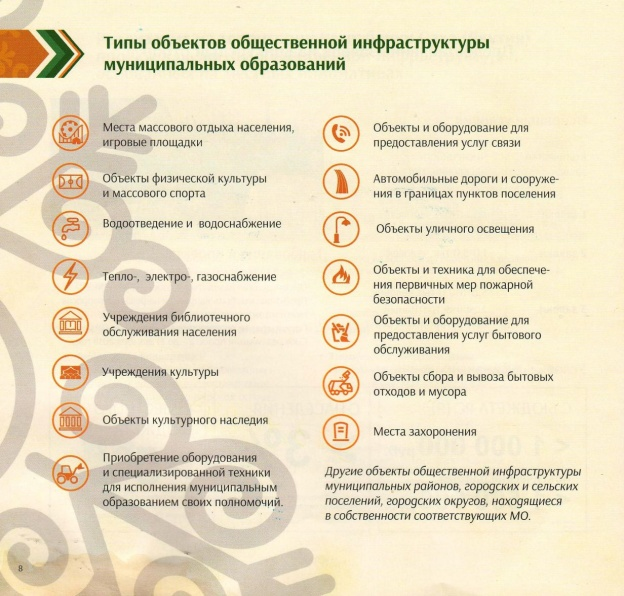 Типы объектов общественной инфраструктуры
муниципальных образований
Места массового отдыха населения,
игровые площадки
Объекты физической культуры
и массового спорта
Водоотведение и водоснабжение
Тепло-, электро-, газоснабжение
Учреждения библиотечного
обслуживания населения
Учреждения культуры
Объекты культурного наследия
Приобретение оборудования
и специализированной техники
для исполнения муниципальным
образованием своих полномочий.
Объекты и оборудование для
предоставления услуг связи
Автомобильные дороги и сооруже-
ния в границах пунктов поселения
Объекты уличного освещения
Объекты и техника для обеспече-
ния первичных мер пожарной
безопасности
Объекты и оборудование для
предоставления услуг бытового
обслуживания
Объекты сбора и вывоза бытовых
отходов и мусора
Места захоронения
Другие объекты общественной инфраструктуры
муниципальных районов, городских и сельских
поселений, городских округов, находящиеся
в собственности соответствующих МО.
8